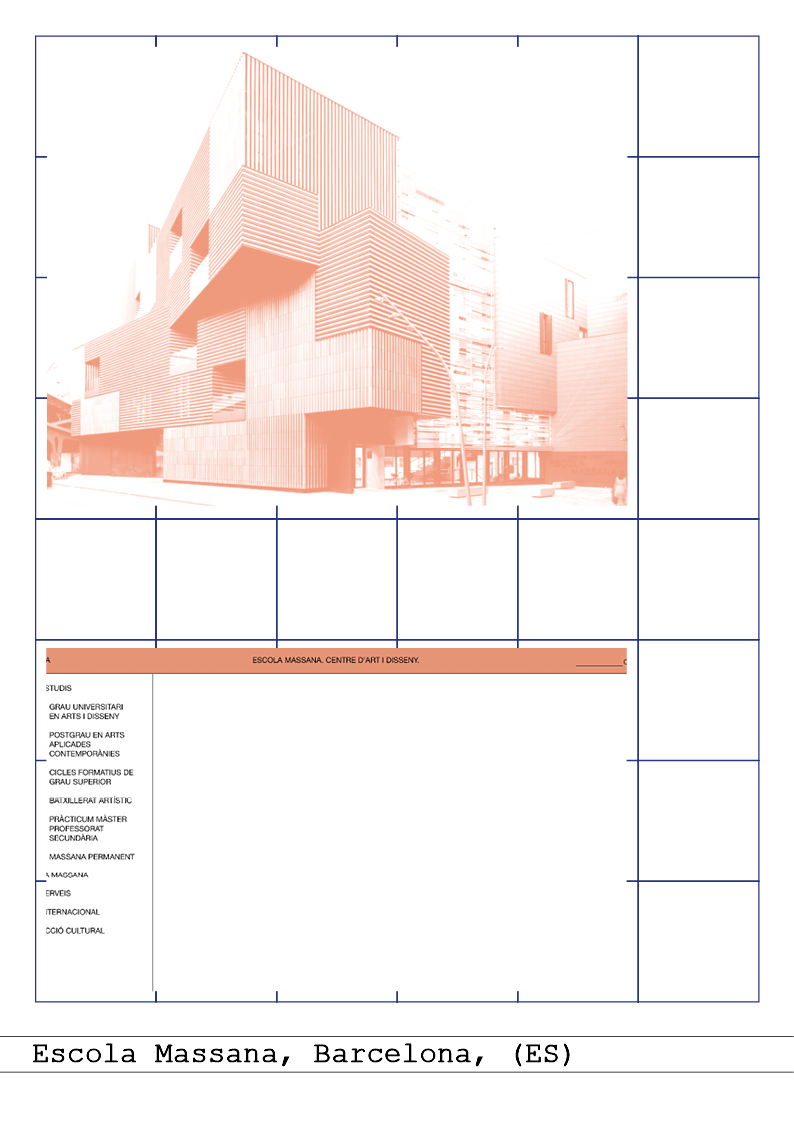 A ESCOLA MASSANA. CENTRE D'ART I DISSENY.
STUDIS
GRAU UNIVERSITARI
EN ARTS I DISSENY
POSTGRAU EN ARTS
APLICADES
CONTEMPORÀNIES
CICLES FORMATIUS DE
GRAU SUPERIOR
BATXILLERAT ARTÍSTIC
PRÀCTICUM MÀSTER
PROFESSORAT
SECUNDÀRIA
MASSANA PERMANENT
A MASSANA
ERVEIS
TERNACIONAL
CCIÓ CULTURAL
Escola Massana, Barcelona, (ES)